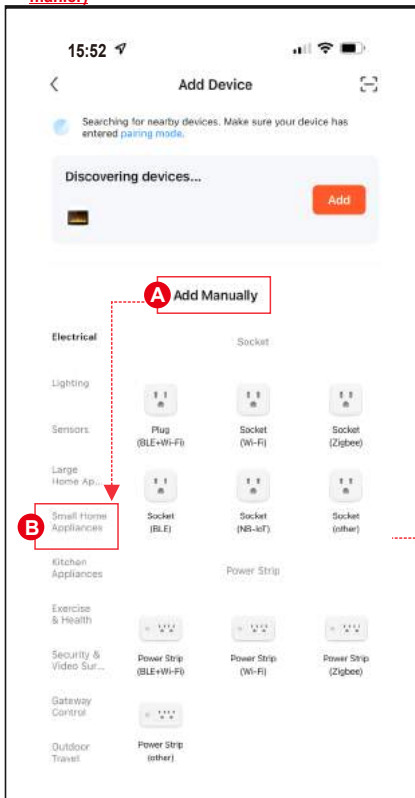 15:52
Add Device
Searching for nearby devices. Make sure your device has
entered pairing mode.
Discovering devices...
Add
A Add Manually
Electrical
Socket
Lighting
Plug
(BLE+Wi-Fi)
Socket
(Wi-Fi)
Socket
(Zigbee)
Sensors
Large
Home Ap...
Socket
(BLE)
Socket
(NB-IoT)
Socket
(other)
B Small Home
Appliances
Kitchen
Appliances
Power Strip
Exercise
& Health
Power Strip
(BLE+Wi-Fi)
Power Strip
(Wi-Fi)
Power Strip
(Zigbee)
Security &
Video Sur...
Gateway
Control
Power Strip
(other)
Outdoor
Travel